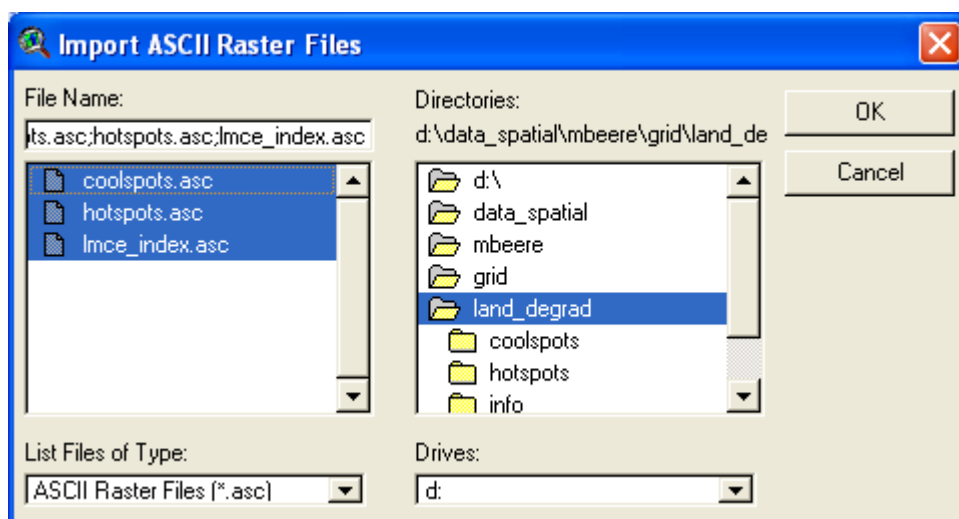 Import ASCII Raster Files
File Name:
ts.asc;hotspots.asc;lmce_index.asc
coolspots.asc
hotspots.asc
lmce_index.asc
List Files of Type:
ASCII Raster Files (*.asc)
Directories:
d:\data_spatial\mbeere\grid\land_de
d:\
data_spatial
mbeere
grid
land_degrad
coolspots
hotspots
info
Drives:
d:
OK
Cancel